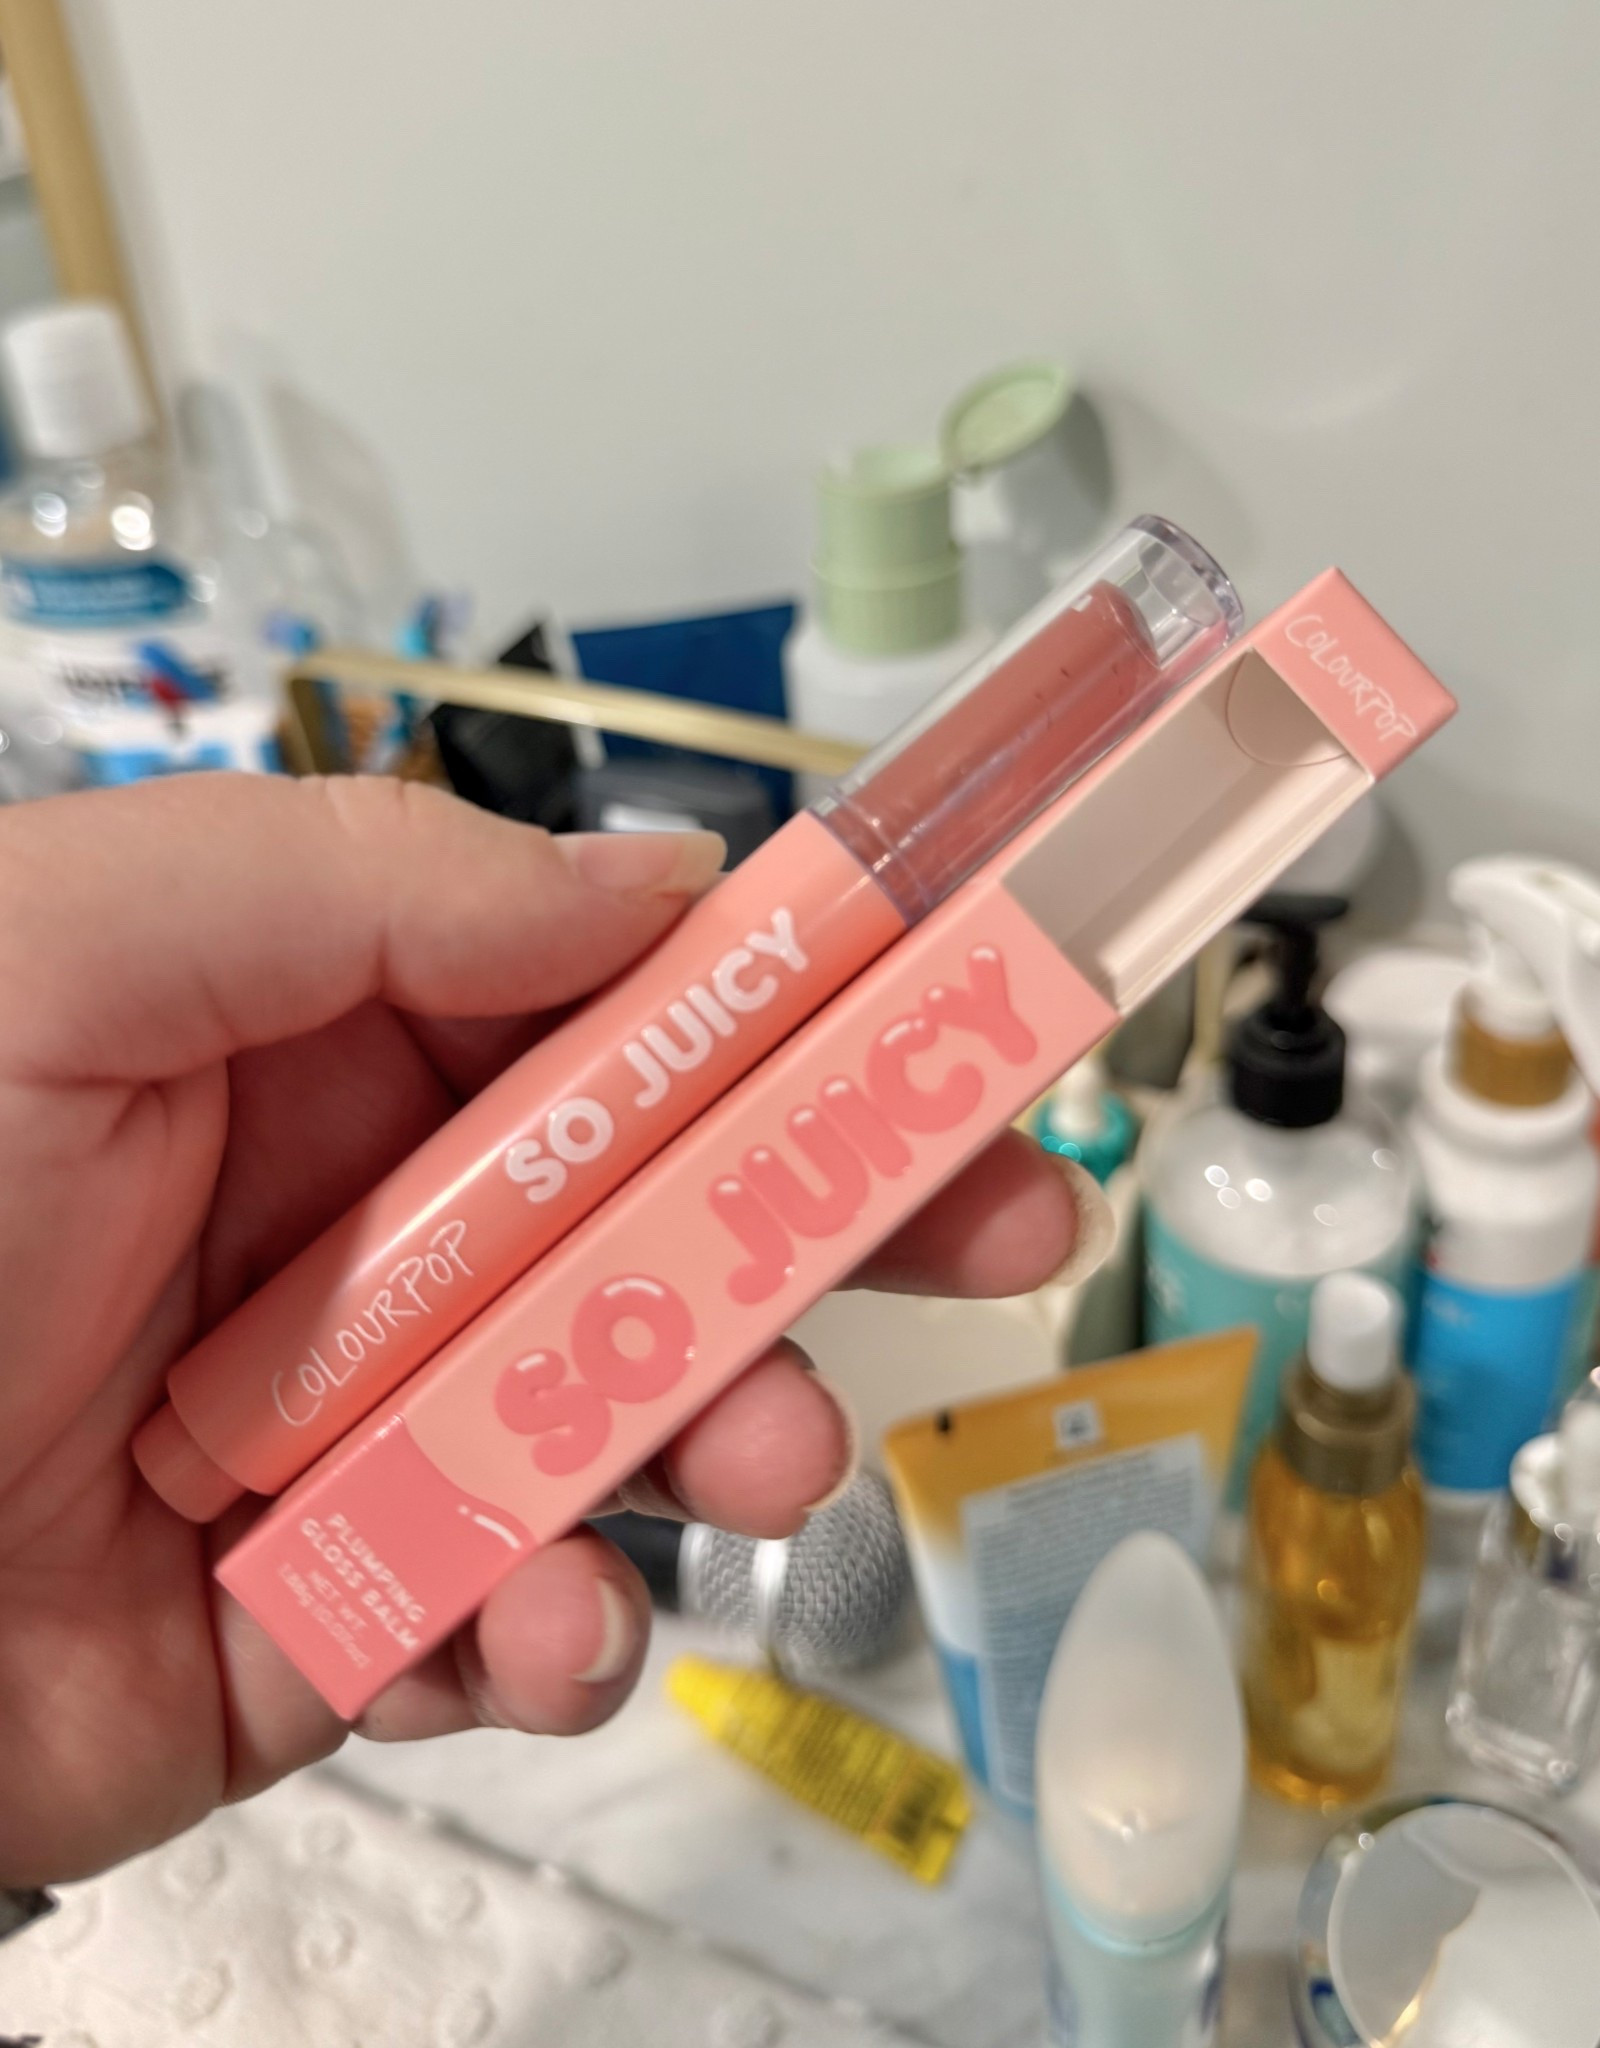 COLOURPOP
SO JUICY
COLOURPOP
SO JUICY
PLUMPING
GLOSS BALM
NET WT.